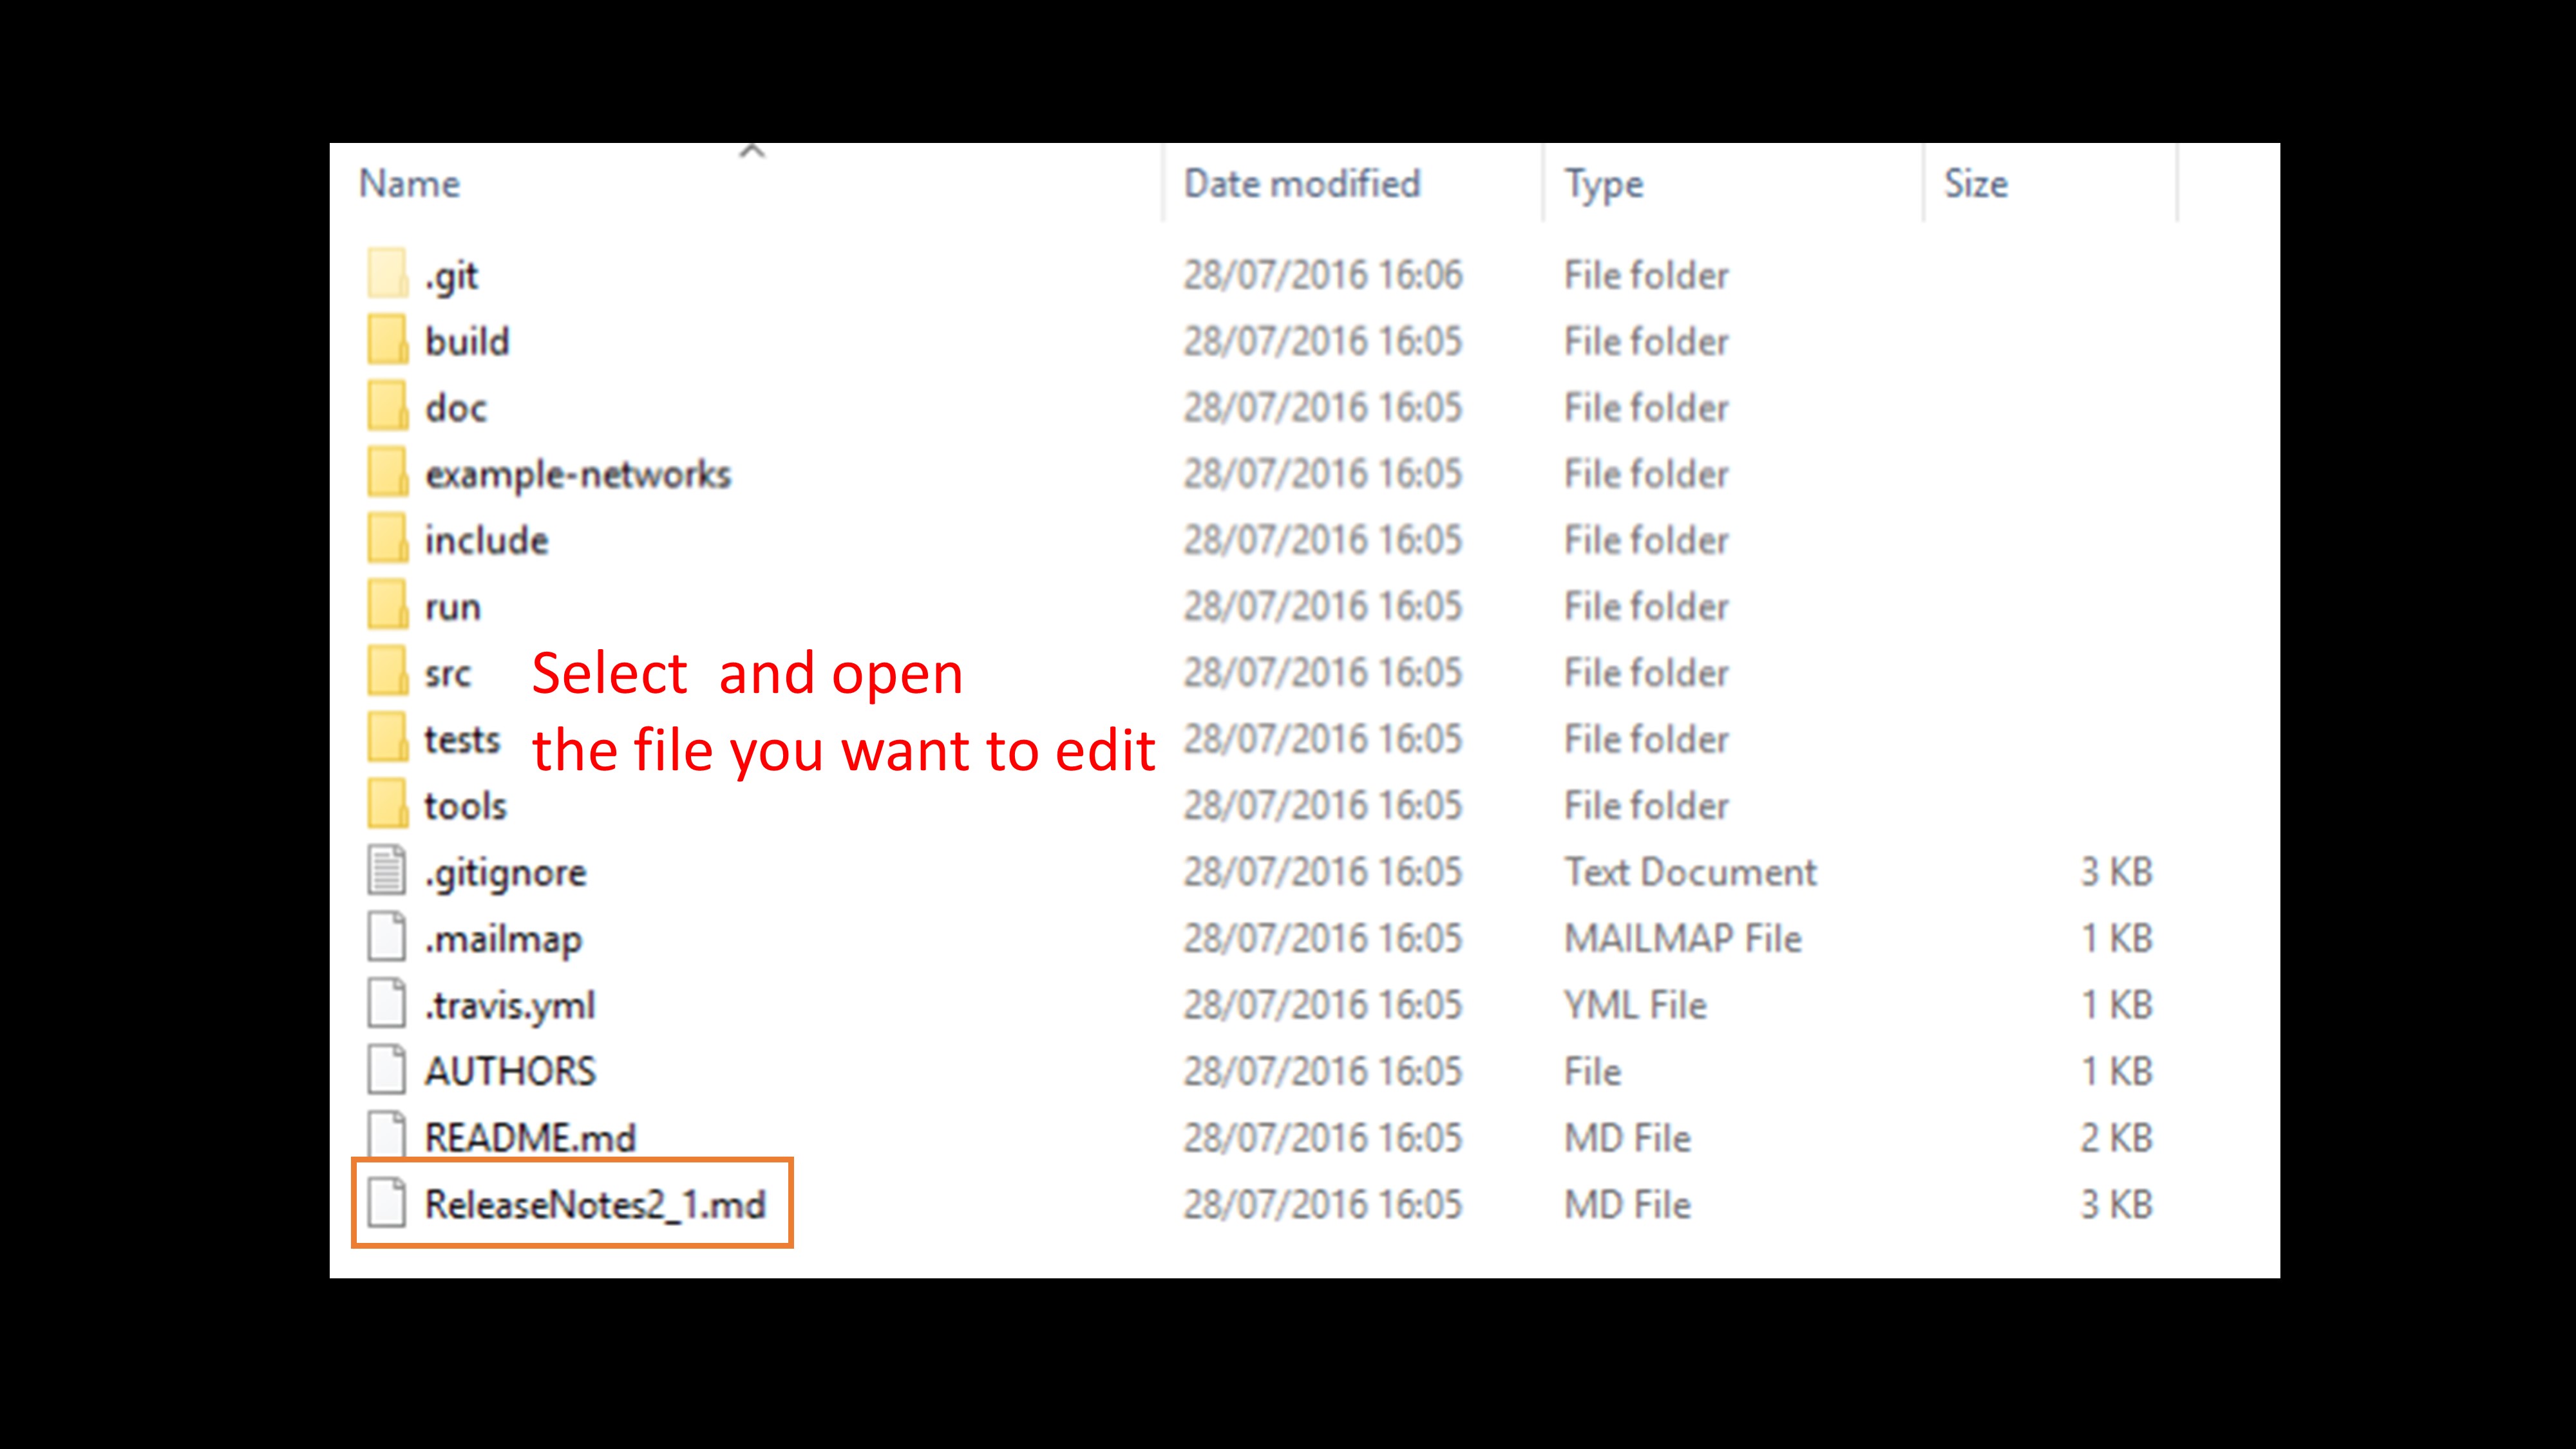 Name Date modified Type Size
.git 28/07/2016 16:06 File folder
build 28/07/2016 16:05 File folder
doc 28/07/2016 16:05 File folder
example-networks 28/07/2016 16:05 File folder
include 28/07/2016 16:05 File folder
run 28/07/2016 16:05 File folder
src 28/07/2016 16:05 File folder
Select and open
the file you want to edit
tests 28/07/2016 16:05 File folder
tools 28/07/2016 16:05 File folder
.gitignore 28/07/2016 16:05 Text Document 3 KB
.mailmap 28/07/2016 16:05 MAILMAP File 1 KB
.travis.yml 28/07/2016 16:05 YML File 1 KB
AUTHORS 28/07/2016 16:05 File 1 KB
README.md 28/07/2016 16:05 MD File 2 KB
ReleaseNotes2_1.md 28/07/2016 16:05 MD File 3 KB